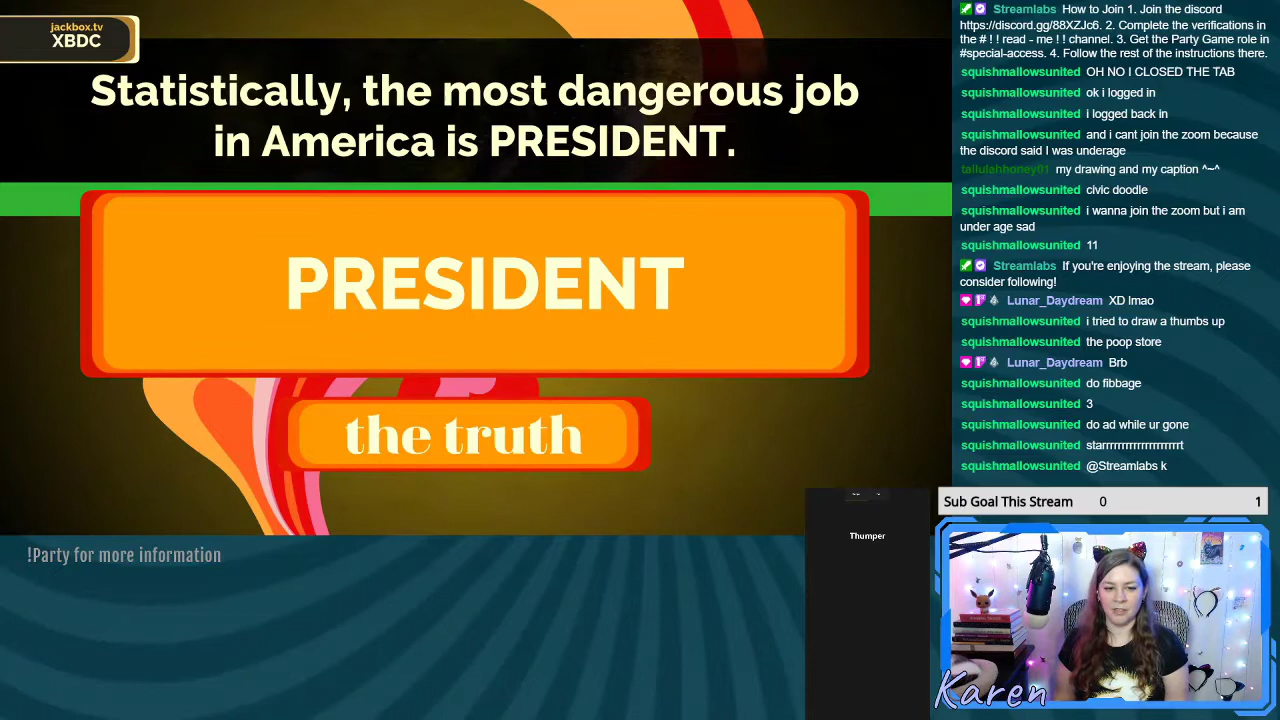 jackbox.tv
XBDC
Statistically, the most dangerous job
in America is PRESIDENT.
PRESIDENT
the truth
!Party for more information
Thumper
Streamlabs How to Join 1. Join the discord
https://discord.gg/88XZJc6. 2. Complete the verifications in
the # ! ! read - me ! ! channel. 3. Get the Party Game role in
#special-access. 4. Follow the rest of the instructions there.
squishmallowsunited OH NO I CLOSED THE TAB
squishmallowsunited ok i logged in
squishmallowsunited I logged back in
squishmallowsunited and i cant join the zoom because
the discord said I was underage
tallulahhoney01 my drawing and my caption ^~^
squishmallowsunited civic doodle
squishmallowsunited i wanna join the zoom but i am
under age sad
squishmallowsunited 11
Streamlabs If you're enjoying the stream, please
consider following!
Lunar_Daydream XD lmao
squishmallowsunited i tried to draw a thumbs up
squishmallowsunited the poop store
Lunar_Daydream Brb
squishmallowsunited do fibbage
squishmallowsunited 3
squishmallowsunited do ad while ur gone
squishmallowsunited starrrrrrrrrrrrrrrrrrt
squishmallowsunited @Streamlabs k
Sub Goal This Stream 0 1
Karen